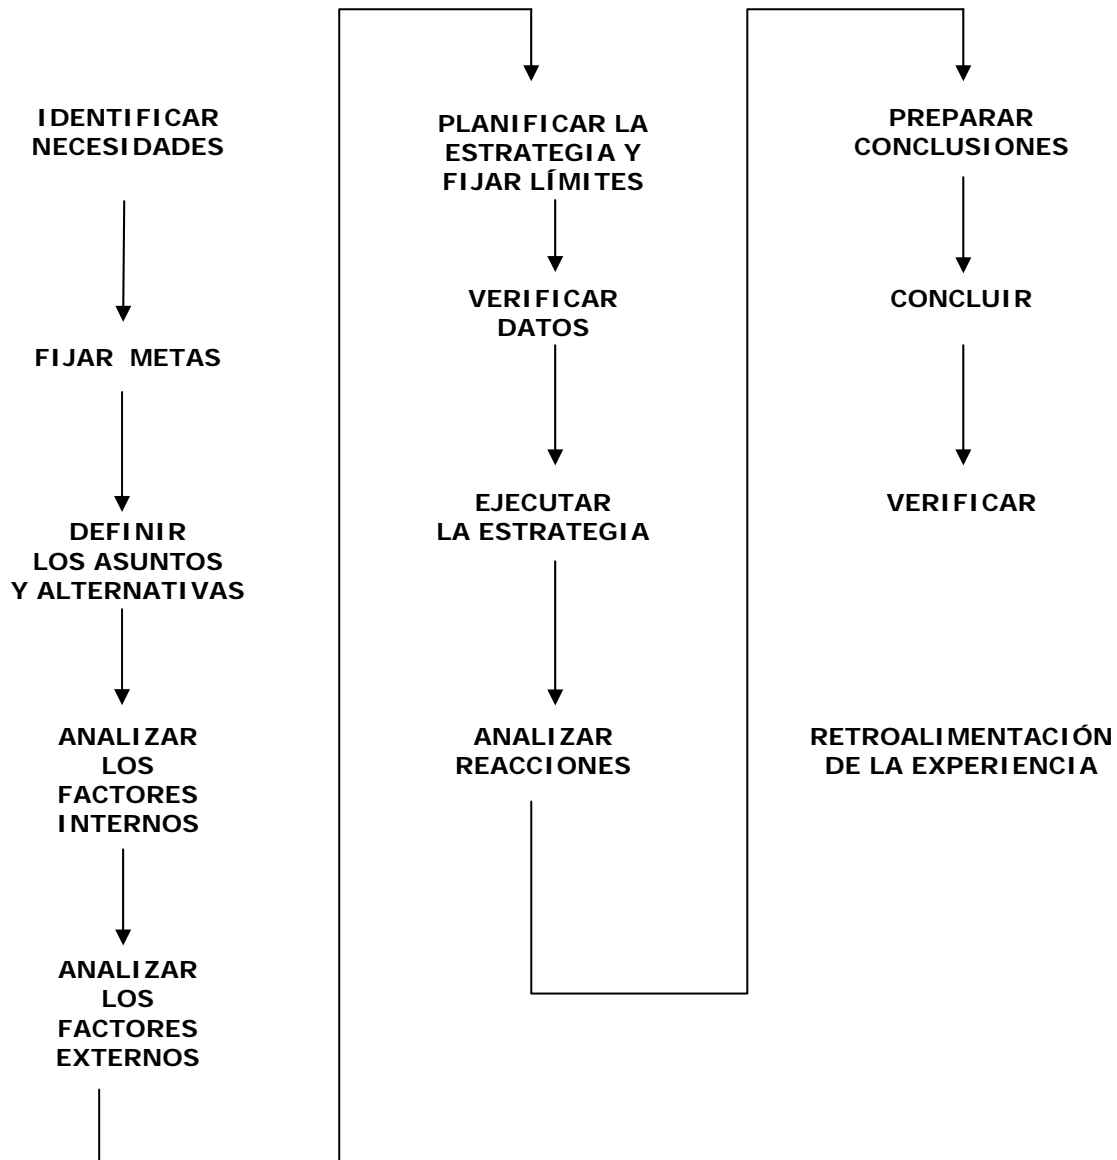 IDENTIFICAR
NECESIDADES
FIJAR METAS
DEFINIR
LOS ASUNTOS
Y ALTERNATIVAS
ANALIZAR
LOS
FACTORES
INTERNOS
ANALIZAR
LOS
FACTORES
EXTERNOS
PLANIFICAR LA
ESTRATEGIA Y
FIJAR LÍMITES
VERIFICAR
DATOS
EJECUTAR
LA ESTRATEGIA
ANALIZAR
REACCIONES
PREPARAR
CONCLUSIONES
CONCLUIR
VERIFICAR
RETROALIMENTACIÓN
DE LA EXPERIENCIA